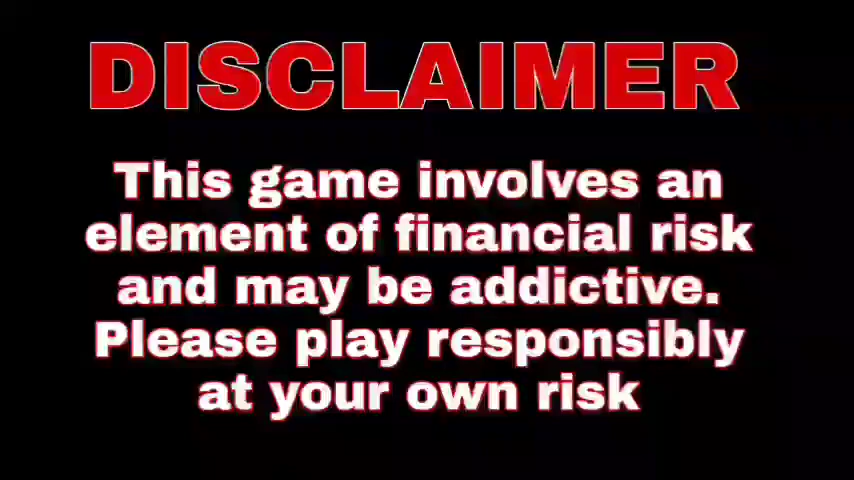 DISCLAIMER
This game involves an
element of financial risk
and may be addictive.
Please play responsibly
at your own risk